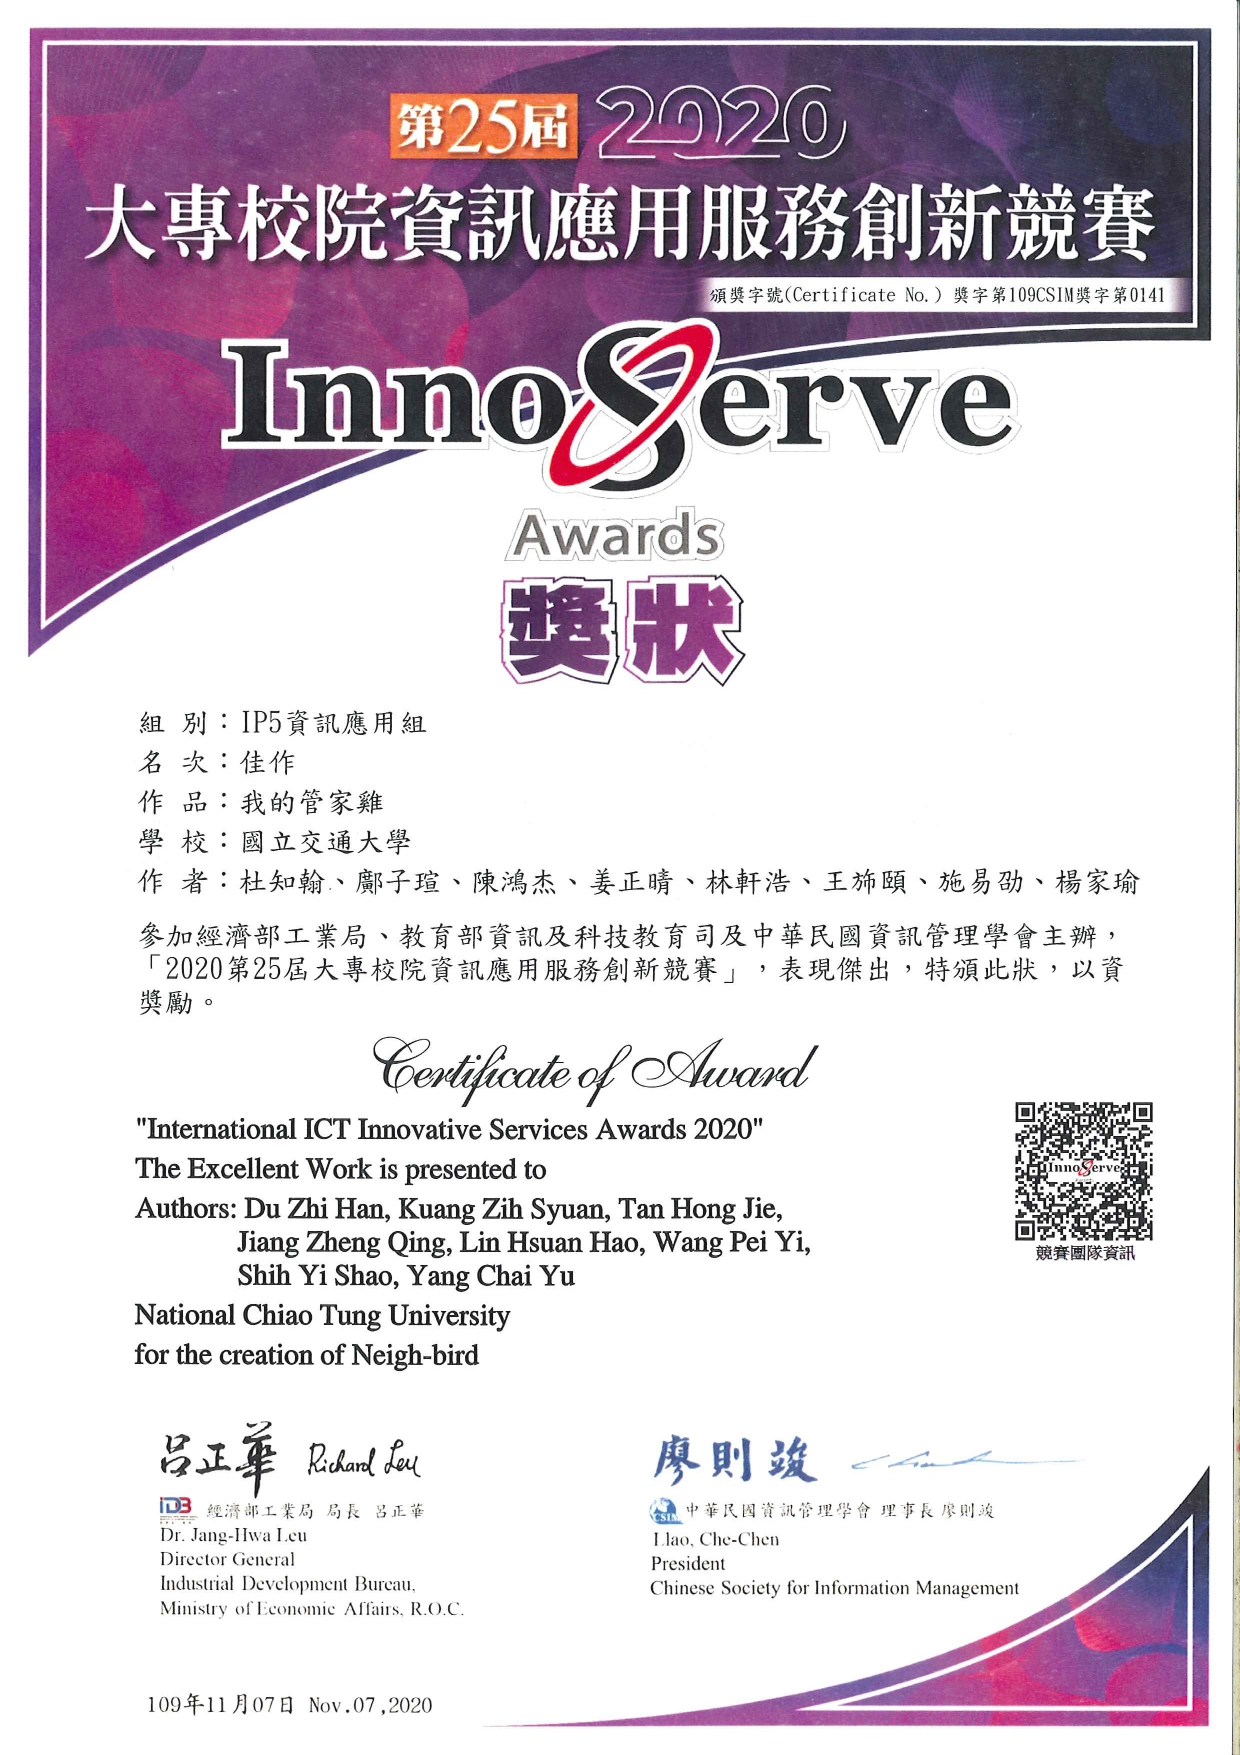 第25屆 2020
大專校院資訊應用服務創新競賽
頒獎字號(Certificate No.) 獎字第109CSIM獎字第0141
InnoServe
Awards
獎狀
組 別：IP5資訊應用組
名 次：佳作
作 品：我的管家雞
學 校：國立交通大學
作 者：杜知翰、鄺子瑄、陳鴻杰、姜正晴、林軒浩、王斾頤、施易劭、楊家瑜
參加經濟部工業局、教育部資訊及科技教育司及中華民國資訊管理學會主辦，
「2020第25屆大專校院資訊應用服務創新競賽」，表現傑出，特頒此狀，以資
獎勵。
Certificate of Award
"International ICT Innovative Services Awards 2020"
The Excellent Work is presented to
Authors: Du Zhi Han, Kuang Zih Syuan, Tan Hong Jie,
Jiang Zheng Qing, Lin Hsuan Hao, Wang Pei Yi,
Shih Yi Shao, Yang Chai Yu
National Chiao Tung University
for the creation of Neigh-bird
InnoServe
競賽團隊資訊
呂正華 Richard Leu
廖則竣
IDB 經濟部工業局 局長 呂正華
Dr. Jang-Hwa Leu
Director General
Industrial Development Bureau,
Ministry of Economic Affairs, R.O.C.
CSIM 中華民國資訊管理學會 理事長 廖則竣
Liao, Che-Chen
President
Chinese Society for Information Management
109年11月07日 Nov.07,2020